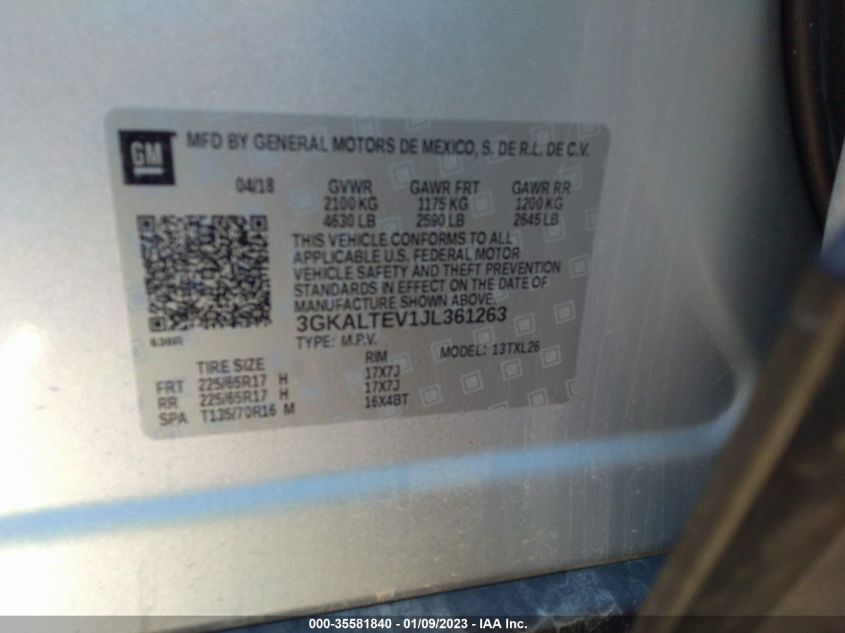 GM
MFD BY GENERAL MOTORS DE MEXICO, S. DE R.L. DE C.V.
04/18 GVWR GAWR FRT GAWR RR
2100 KG 1175 KG 1200 KG
4630 LB 2590 LB 2645 LB
THIS VEHICLE CONFORMS TO ALL
APPLICABLE U.S. FEDERAL MOTOR
VEHICLE SAFETY AND THEFT PREVENTION
STANDARDS IN EFFECT ON THE DATE OF
MANUFACTURE SHOWN ABOVE.
3GKALTEV1JL361263
TYPE: M.P.V. MODEL: 13TXL26
TIRE SIZE RIM
FRT 225/65R17 H 17X7J
RR 225/65R17 H 17X7J
SPA T135/70R16 M 16X4BT
000-35581840 - 01/09/2023 - IAA Inc.